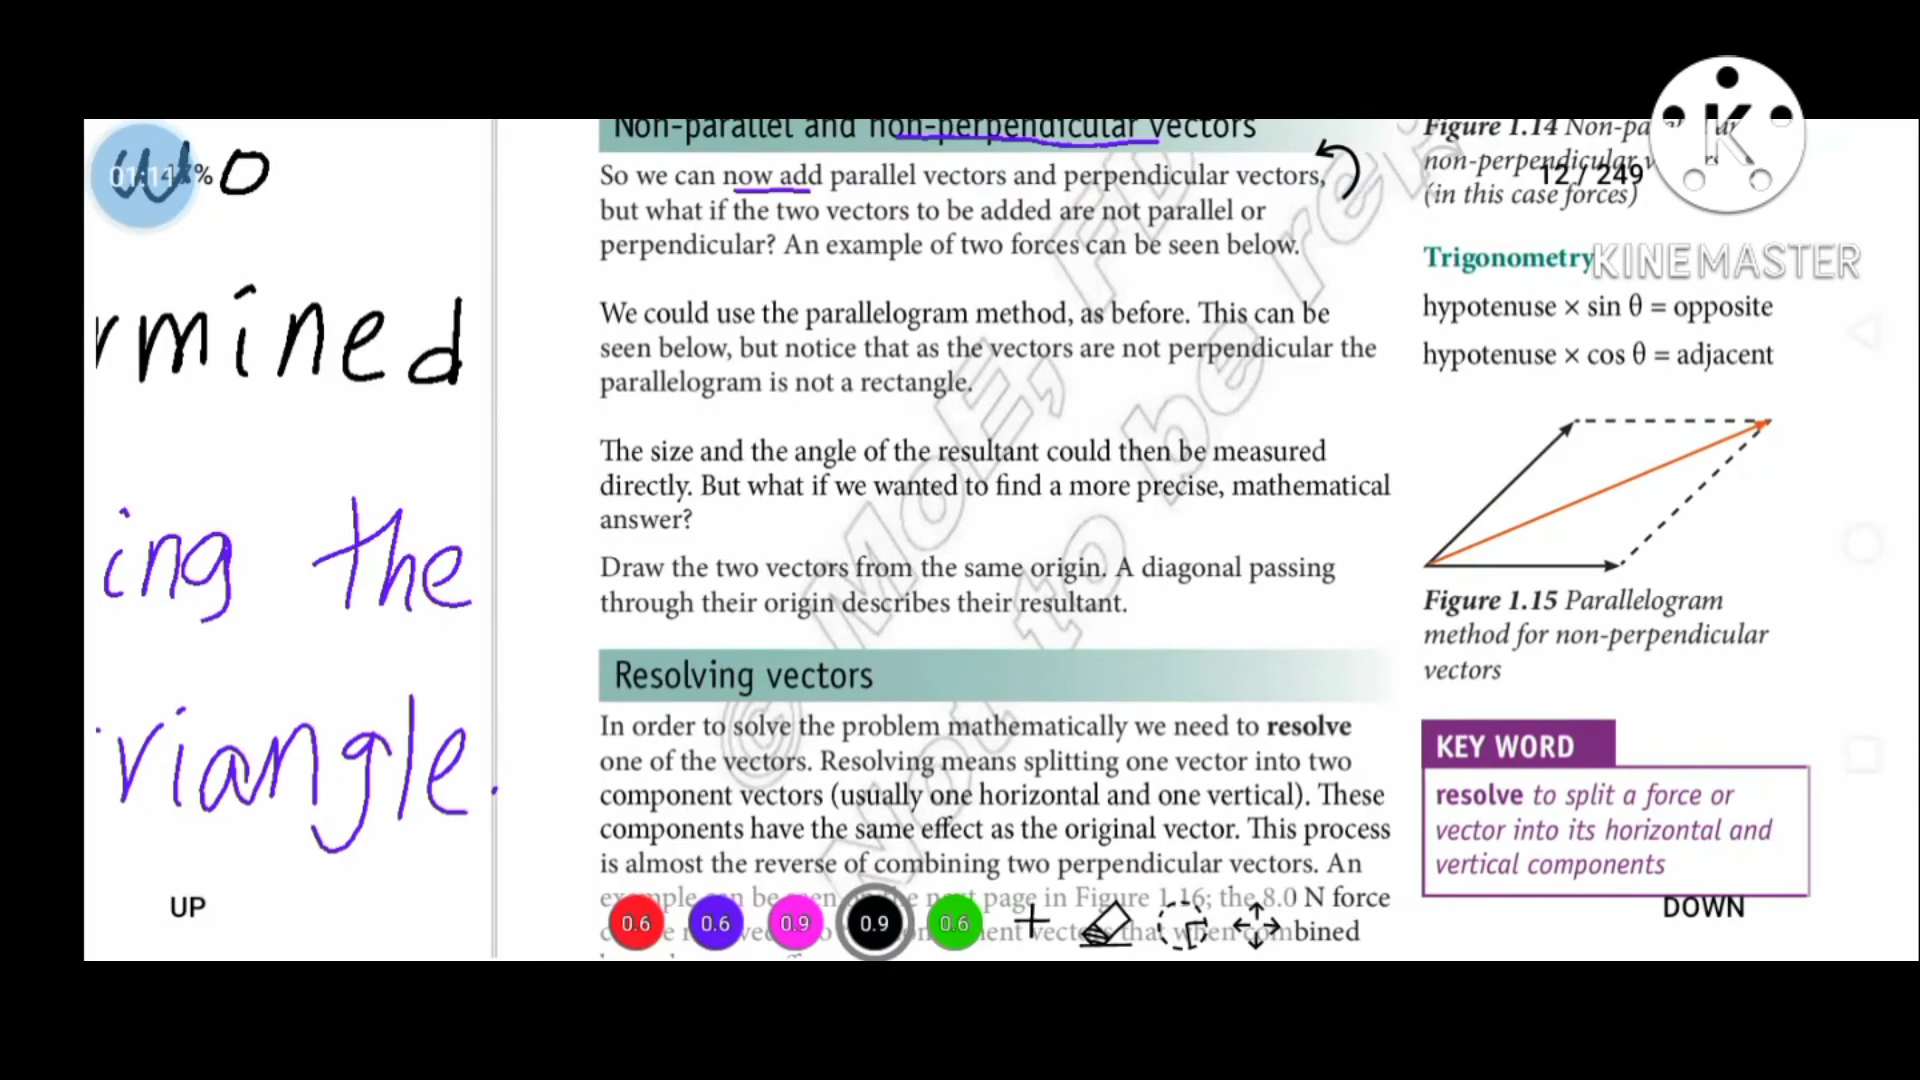 wo
rmined
ing the
riangle.
UP
Non-parallel and non-perpendicular vectors
So we can now add parallel vectors and perpendicular vectors,
but what if the two vectors to be added are not parallel or
perpendicular? An example of two forces can be seen below.
We could use the parallelogram method, as before. This can be
seen below, but notice that as the vectors are not perpendicular the
parallelogram is not a rectangle.
The size and the angle of the resultant could then be measured
directly. But what if we wanted to find a more precise, mathematical
answer?
Draw the two vectors from the same origin. A diagonal passing
through their origin describes their resultant.
Resolving vectors
In order to solve the problem mathematically we need to resolve
one of the vectors. Resolving means splitting one vector into two
component vectors (usually one horizontal and one vertical). These
components have the same effect as the original vector. This process
is almost the reverse of combining two perpendicular vectors. An
page in Figure 1.16; the 8.0 N force
that when combined
0.6 0.6 0.9 0.9 0.6
Figure 1.14
non-perpendicular
(in this case forces)
12 / 249
K
KINEMASTER
Trigonometry
hypotenuse × sin θ = opposite
hypotenuse × cos θ = adjacent
Figure 1.15 Parallelogram
method for non-perpendicular
vectors
KEY WORD
resolve to split a force or
vector into its horizontal and
vertical components
DOWN